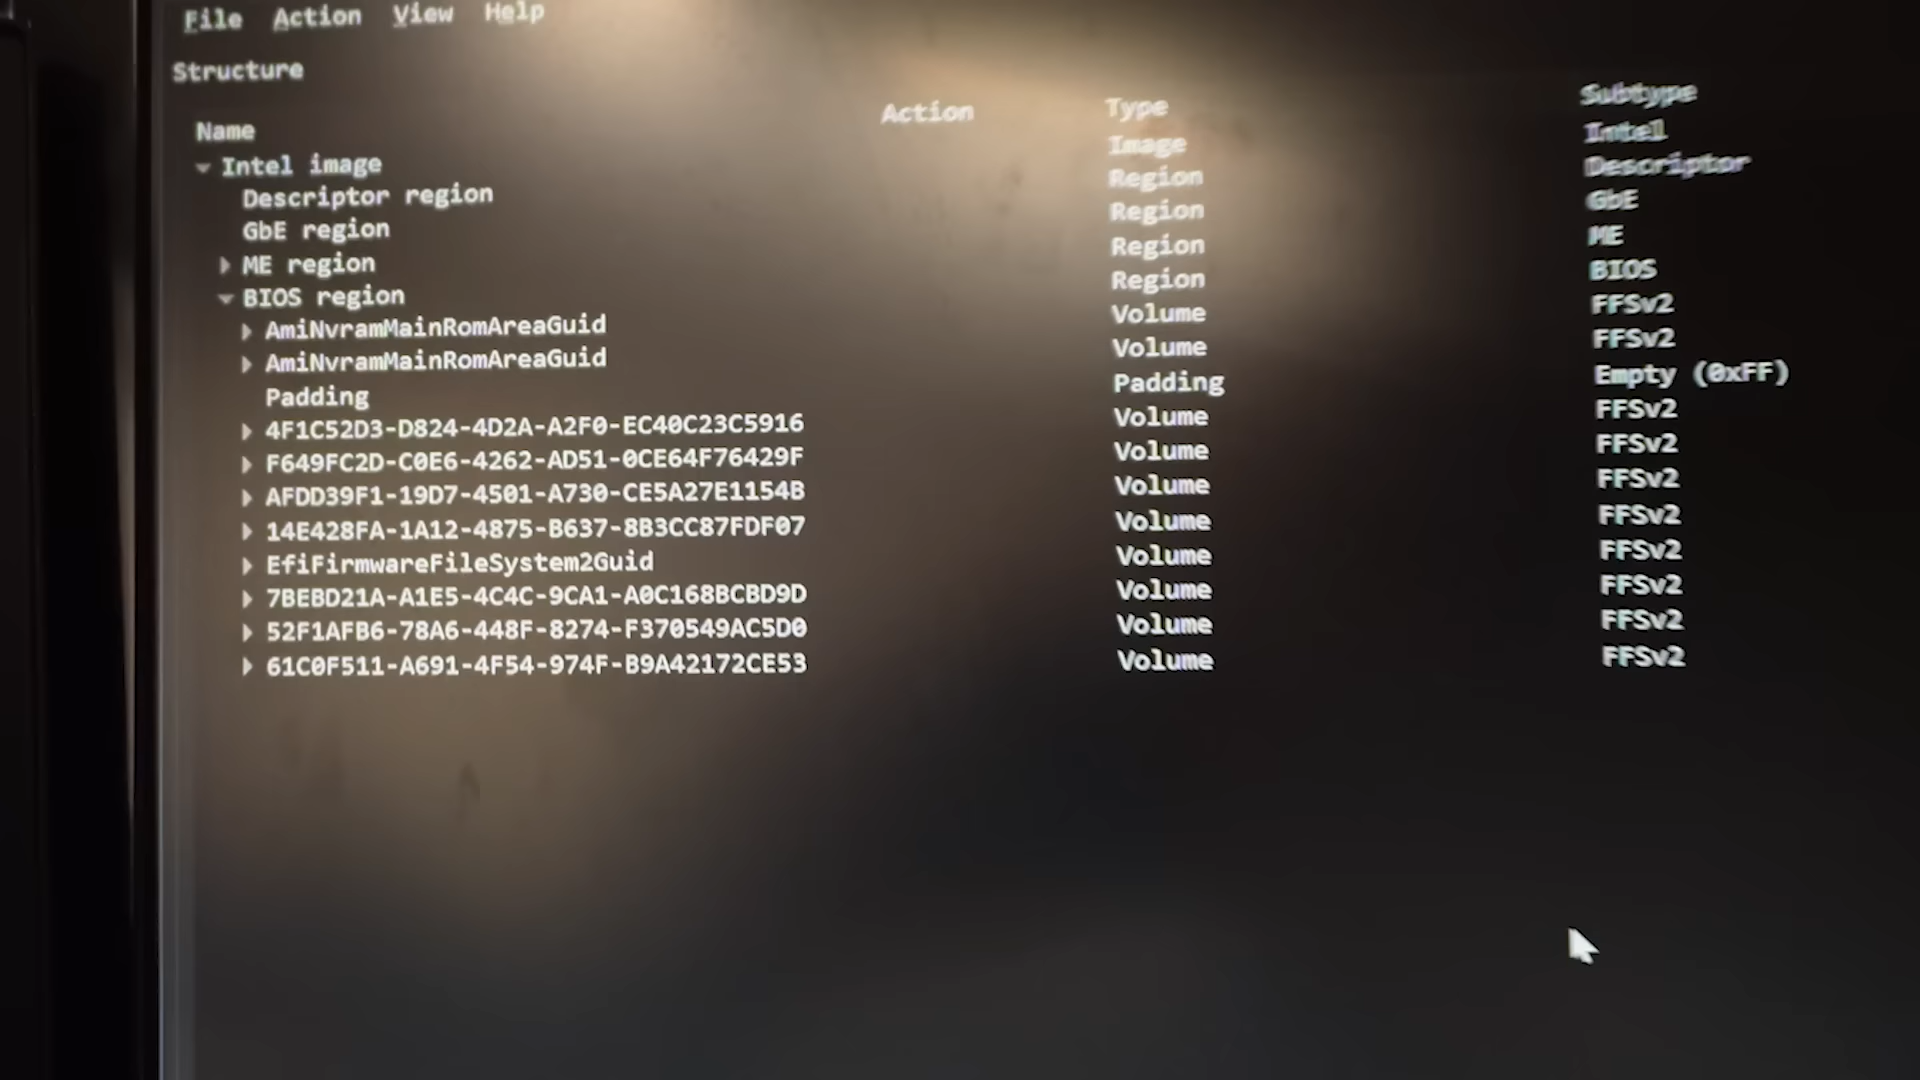 File Action View Help
Structure
Name Action Type Subtype
Intel image Image Intel
Descriptor region Region Descriptor
GbE region Region GbE
ME region Region ME
BIOS region Region BIOS
AmiNvramMainRomAreaGuid Volume FFSv2
AmiNvramMainRomAreaGuid Volume FFSv2
Padding Padding Empty (0xFF)
4F1C52D3-D824-4D2A-A2F0-EC40C23C5916 Volume FFSv2
F649FC2D-C0E6-4262-AD51-0CE64F76429F Volume FFSv2
AFDD39F1-19D7-4501-A730-CE5A27E1154B Volume FFSv2
14E428FA-1A12-4875-B637-8B3CC87FDF07 Volume FFSv2
EfiFirmwareFileSystem2Guid Volume FFSv2
7BEBD21A-A1E5-4C4C-9CA1-A0C168BCBD9D Volume FFSv2
52F1AFB6-78A6-448F-8274-F370549AC5D0 Volume FFSv2
61C0F511-A691-4F54-974F-B9A42172CE53 Volume FFSv2